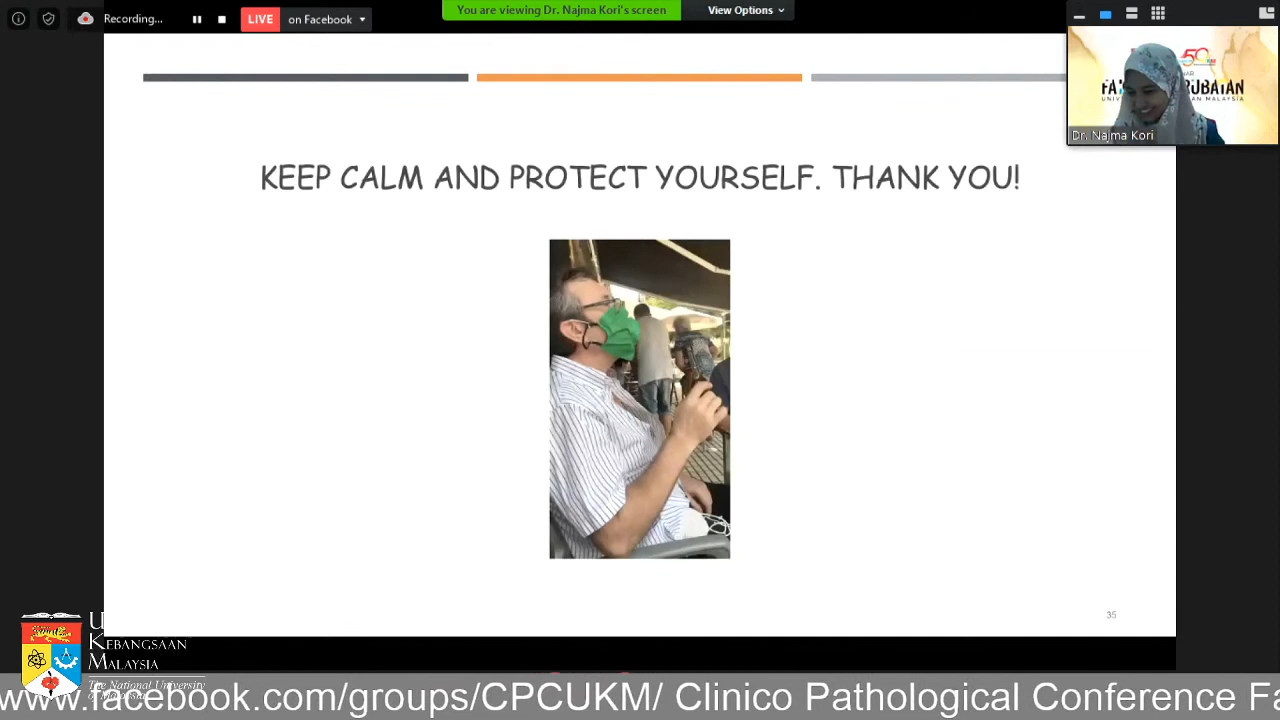 Recording...
LIVE
on Facebook
You are viewing Dr. Najma Kori's screen
View Options
50
Dr. Najma Kori
KEEP CALM AND PROTECT YOURSELF. THANK YOU!
35
KEBANGSAAN
MALAYSIA
The National University
www.facebook.com/groups/CPCUKM/ Clinico Pathological Conference Fa